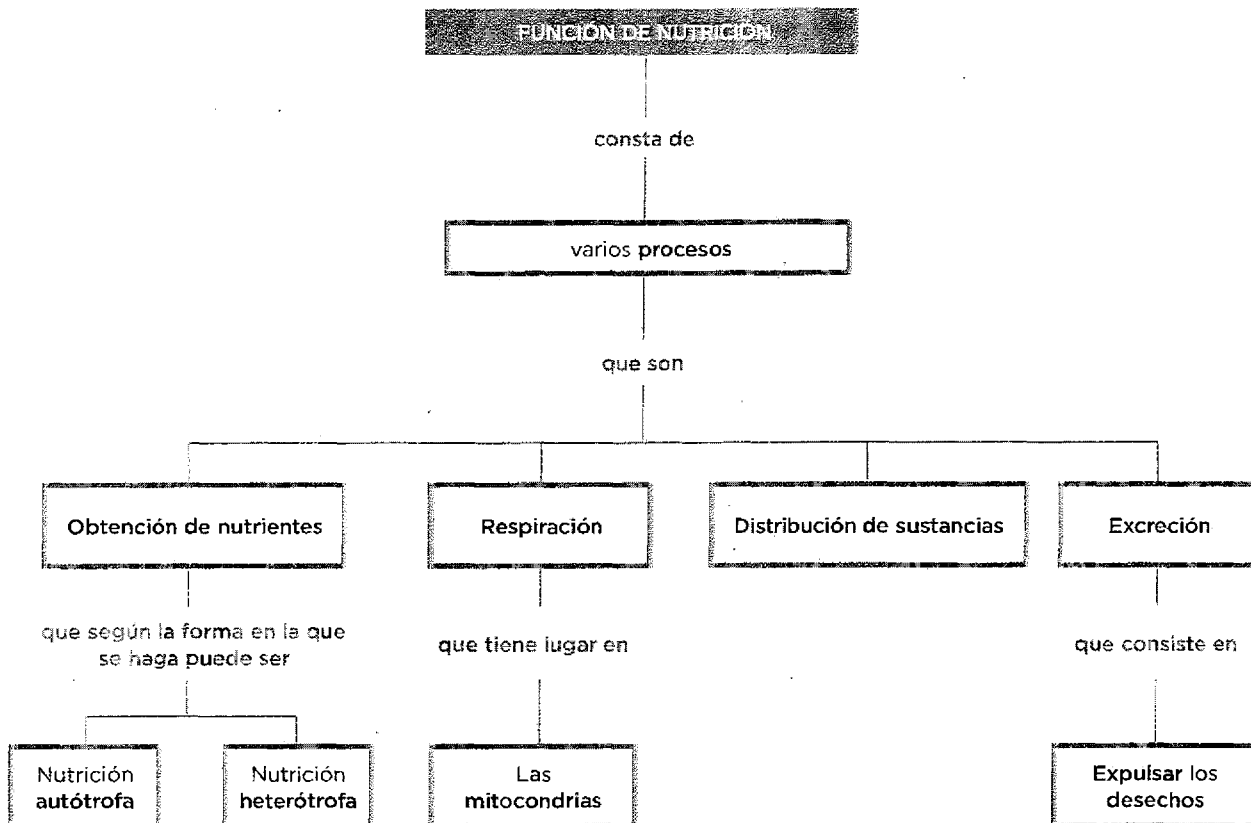 FUNCIÓN DE NUTRICIÓN
consta de
varios procesos
que son
Obtención de nutrientes
Respiración
Distribución de sustancias
Excreción
que según la forma en la que
se haga puede ser
que tiene lugar en
que consiste en
Nutrición
autótrofa
Nutrición
heterótrofa
Las
mitocondrias
Expulsar los
desechos